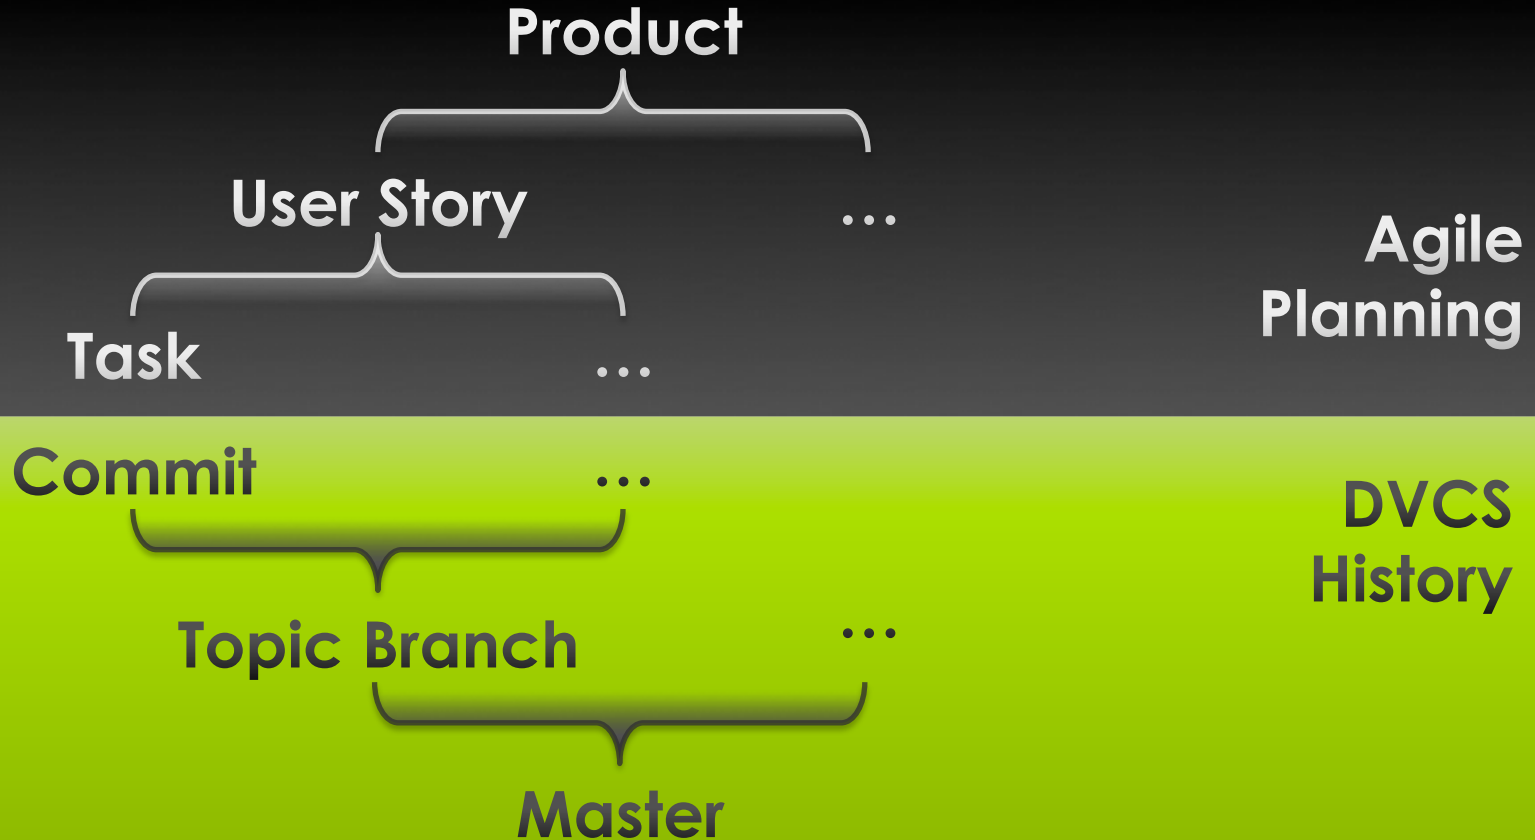 Product
User Story
...
Agile
Planning
Task
...
Commit
...
DVCS
History
Topic Branch
...
Master